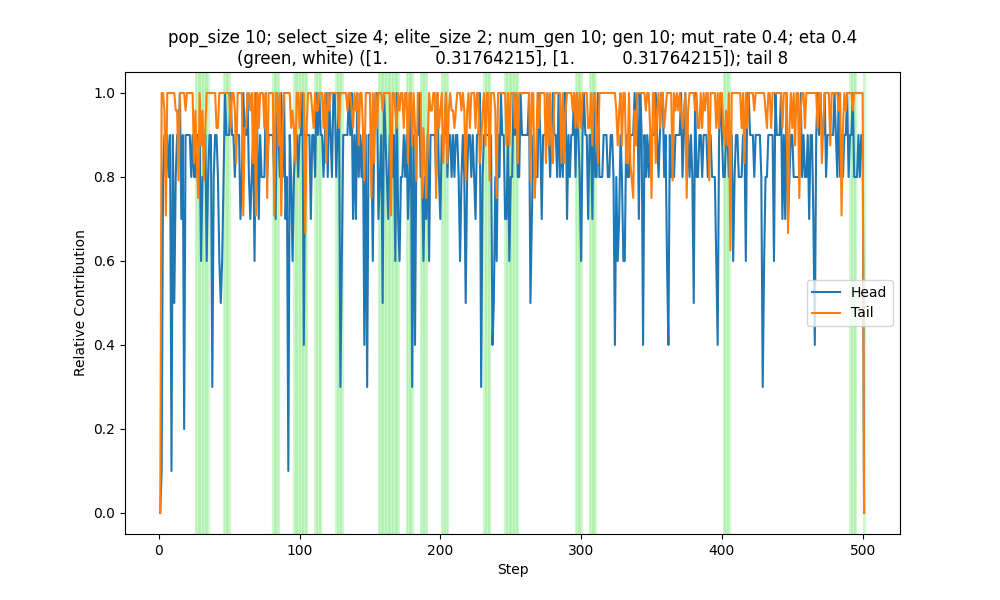 pop_size 10; select_size 4; elite_size 2; num_gen 10; gen 10; mut_rate 0.4; eta 0.4
(green, white) ([1. 0.31764215], [1. 0.31764215]); tail 8
1.0
0.8
0.6
0.4
0.2
0.0
Relative Contribution
Head
Tail
0 100 200 300 400 500
Step